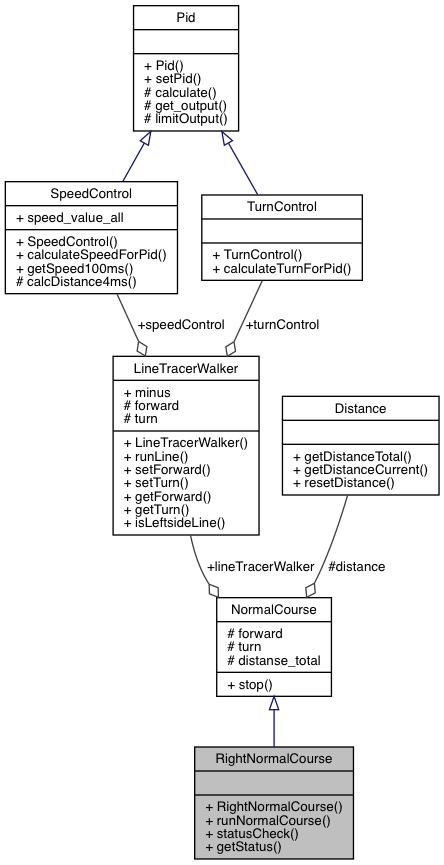 Pid
+ Pid()
+ setPid()
# calculate()
# get_output()
# limitOutput()
SpeedControl
+ speed_value_all
+ SpeedControl()
+ calculateSpeedForPid()
+ getSpeed100ms()
# calcDistance4ms()
TurnControl
+ TurnControl()
+ calculateTurnForPid()
+speedControl
+turnControl
LineTracerWalker
+ minus
# forward
# turn
+ LineTracerWalker()
+ runLine()
+ setForward()
+ setTurn()
+ getForward()
+ getTurn()
+ isLeftsideLine()
Distance
+ getDistanceTotal()
+ getDistanceCurrent()
+ resetDistance()
+lineTracerWalker
#distance
NormalCourse
# forward
# turn
# distanse_total
+ stop()
RightNormalCourse
+ RightNormalCourse()
+ runNormalCourse()
+ statusCheck()
+ getStatus()